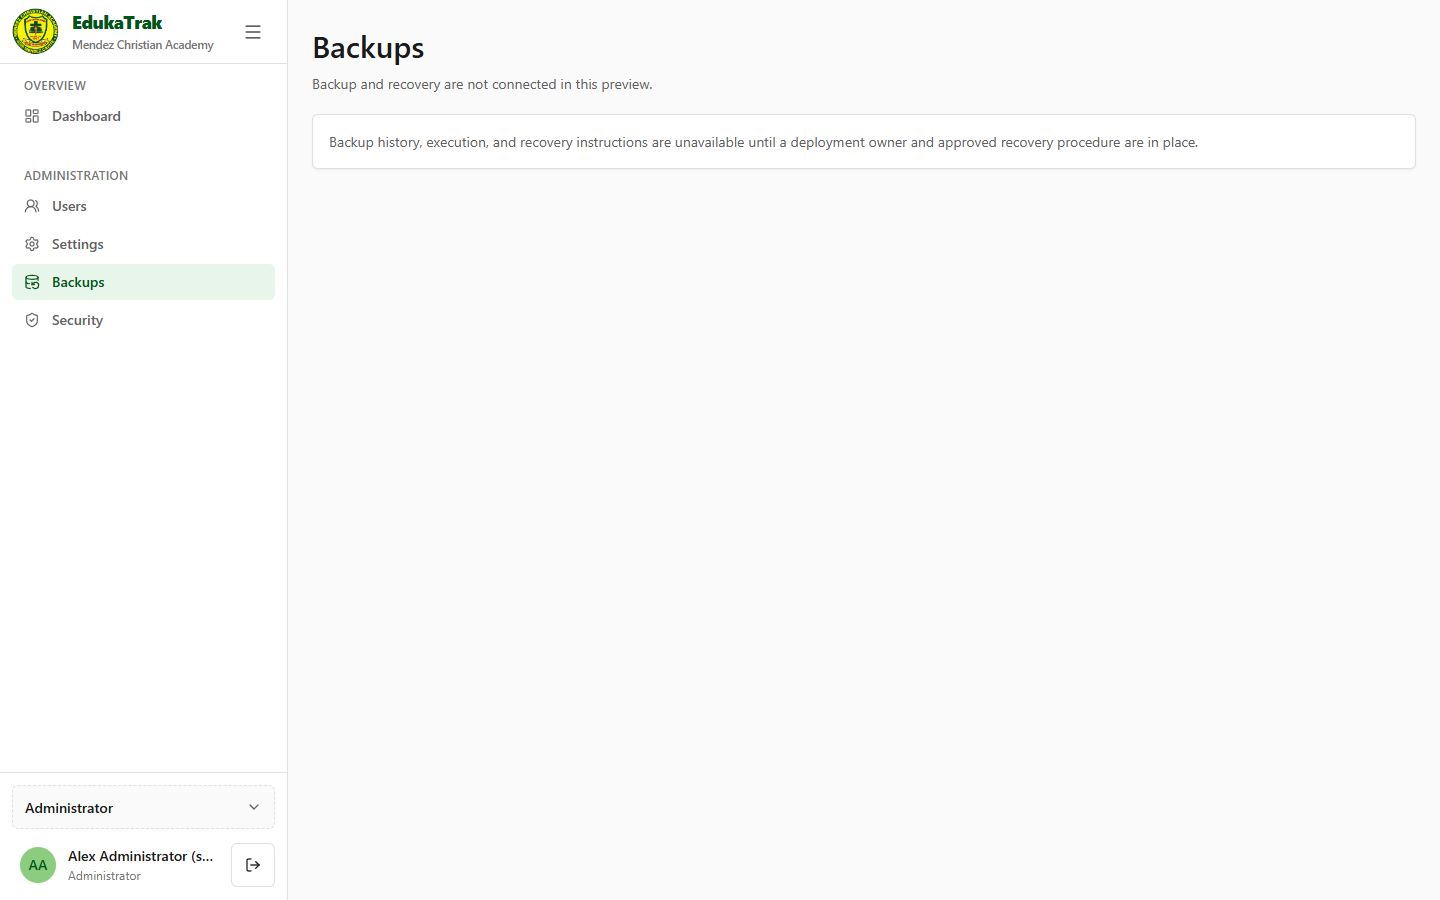 EdukaTrak
Mendez Christian Academy
OVERVIEW
Dashboard
ADMINISTRATION
Users
Settings
Backups
Security
Administrator
AA
Alex Administrator (s...
Administrator
Backups
Backup and recovery are not connected in this preview.
Backup history, execution, and recovery instructions are unavailable until a deployment owner and approved recovery procedure are in place.